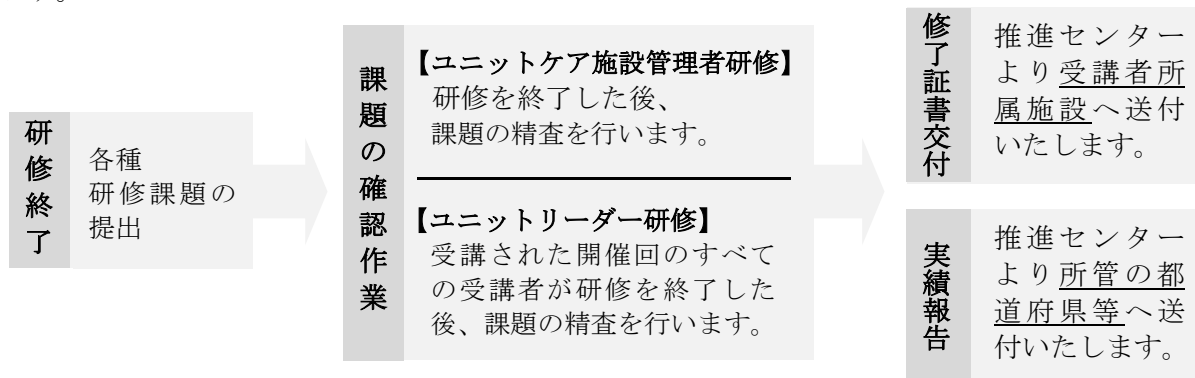 す。
研修終了
各種
研修課題の
提出
課題の確認作業
【ユニットケア施設管理者研修】
研修を終了した後、
課題の精査を行います。
【ユニットリーダー研修】
受講された開催回のすべて
の受講者が研修を終了した
後、課題の精査を行います。
修了証書交付
推進センター
より受講者所
属施設へ送付
いたします。
実績報告
推進センター
より所管の都
道府県等へ送
付いたします。